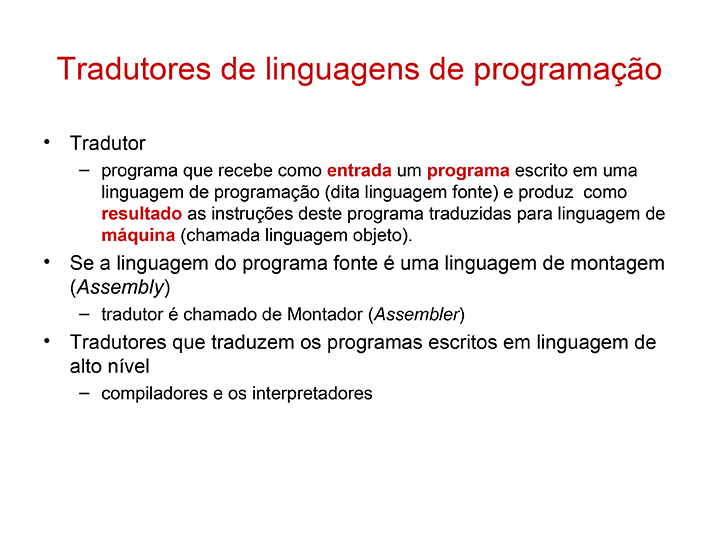 Tradutores de linguagens de programação
• Tradutor
– programa que recebe como entrada um programa escrito em uma
linguagem de programação (dita linguagem fonte) e produz como
resultado as instruções deste programa traduzidas para linguagem de
máquina (chamada linguagem objeto).
• Se a linguagem do programa fonte é uma linguagem de montagem
(Assembly)
– tradutor é chamado de Montador (Assembler)
• Tradutores que traduzem os programas escritos em linguagem de
alto nível
– compiladores e os interpretadores